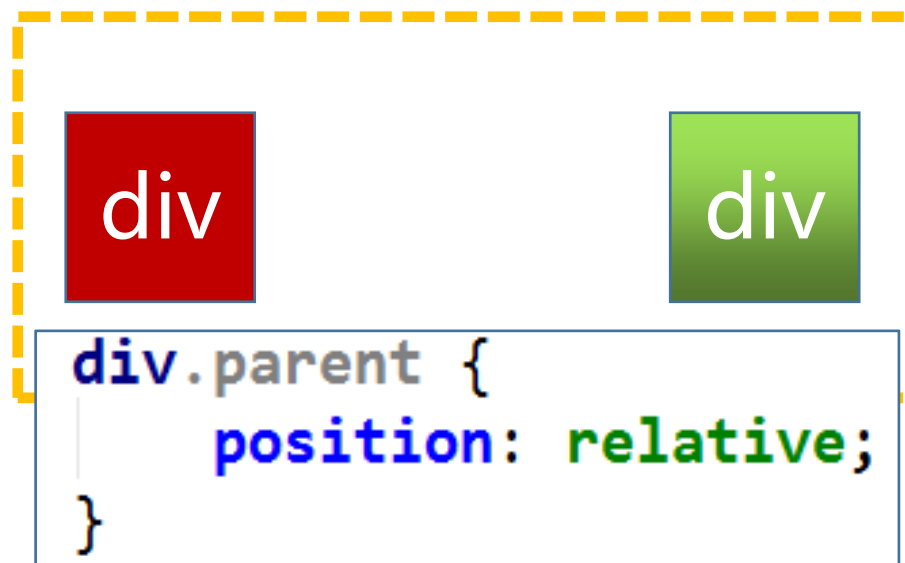 div
div
div.parent {
position: relative;
}